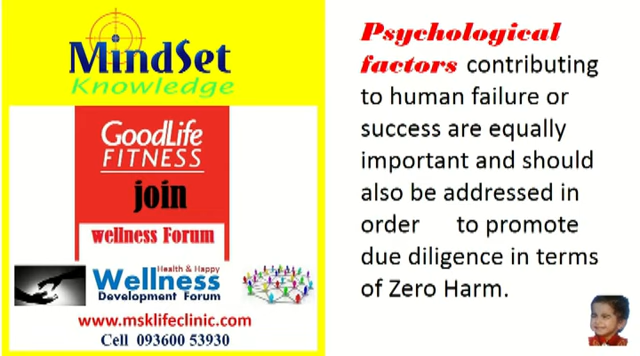 MindSet
Knowledge
GoodLife
FITNESS
join
wellness Forum
Health & Happy
Wellness
Development Forum
www.msklifeclinic.com
Cell 093600 53930
Psychological
factors contributing
to human failure or
success are equally
important and should
also be addressed in
order to promote
due diligence in terms
of Zero Harm.